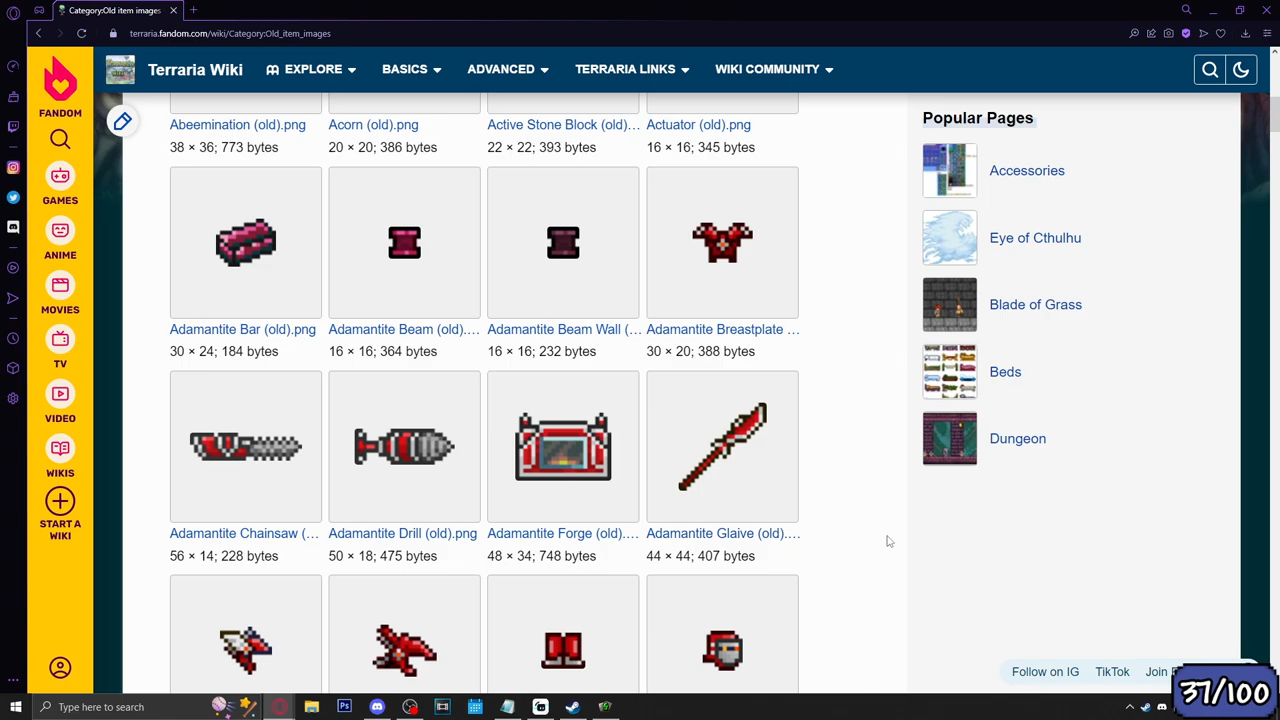 Category:Old item images
terraria.fandom.com/wiki/Category:Old_item_images
FANDOM
GAMES
ANIME
MOVIES
TV
VIDEO
WIKIS
START A
WIKI
Terraria Wiki
EXPLORE
BASICS
ADVANCED
TERRARIA LINKS
WIKI COMMUNITY
Abeemination (old).png
Acorn (old).png
Active Stone Block (old)…
Actuator (old).png
38 × 36; 773 bytes
20 × 20; 386 bytes
22 × 22; 393 bytes
16 × 16; 345 bytes
Adamantite Bar (old).png
Adamantite Beam (old).…
Adamantite Beam Wall (…
Adamantite Breastplate …
30 × 24; 184 bytes
16 × 16; 364 bytes
16 × 16; 232 bytes
30 × 20; 388 bytes
Adamantite Chainsaw (…
Adamantite Drill (old).png
Adamantite Forge (old).…
Adamantite Glaive (old).…
56 × 14; 228 bytes
50 × 18; 475 bytes
48 × 34; 748 bytes
44 × 44; 407 bytes
Popular Pages
Accessories
Eye of Cthulhu
Blade of Grass
Beds
Dungeon
Follow on IG
TikTok
Join
37/100
Type here to search